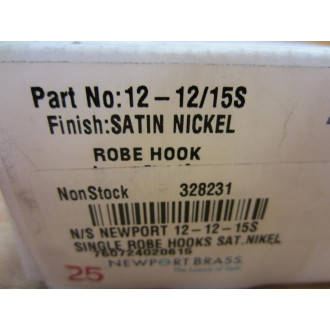 Part No:12-12/15S
Finish:SATIN NICKEL
ROBE HOOK
NonStock 328231
N/S NEWPORT 12-12-15S
SINGLE ROBE HOOKS SAT.NIKEL
760724020615
25 NEWPORT BRASS